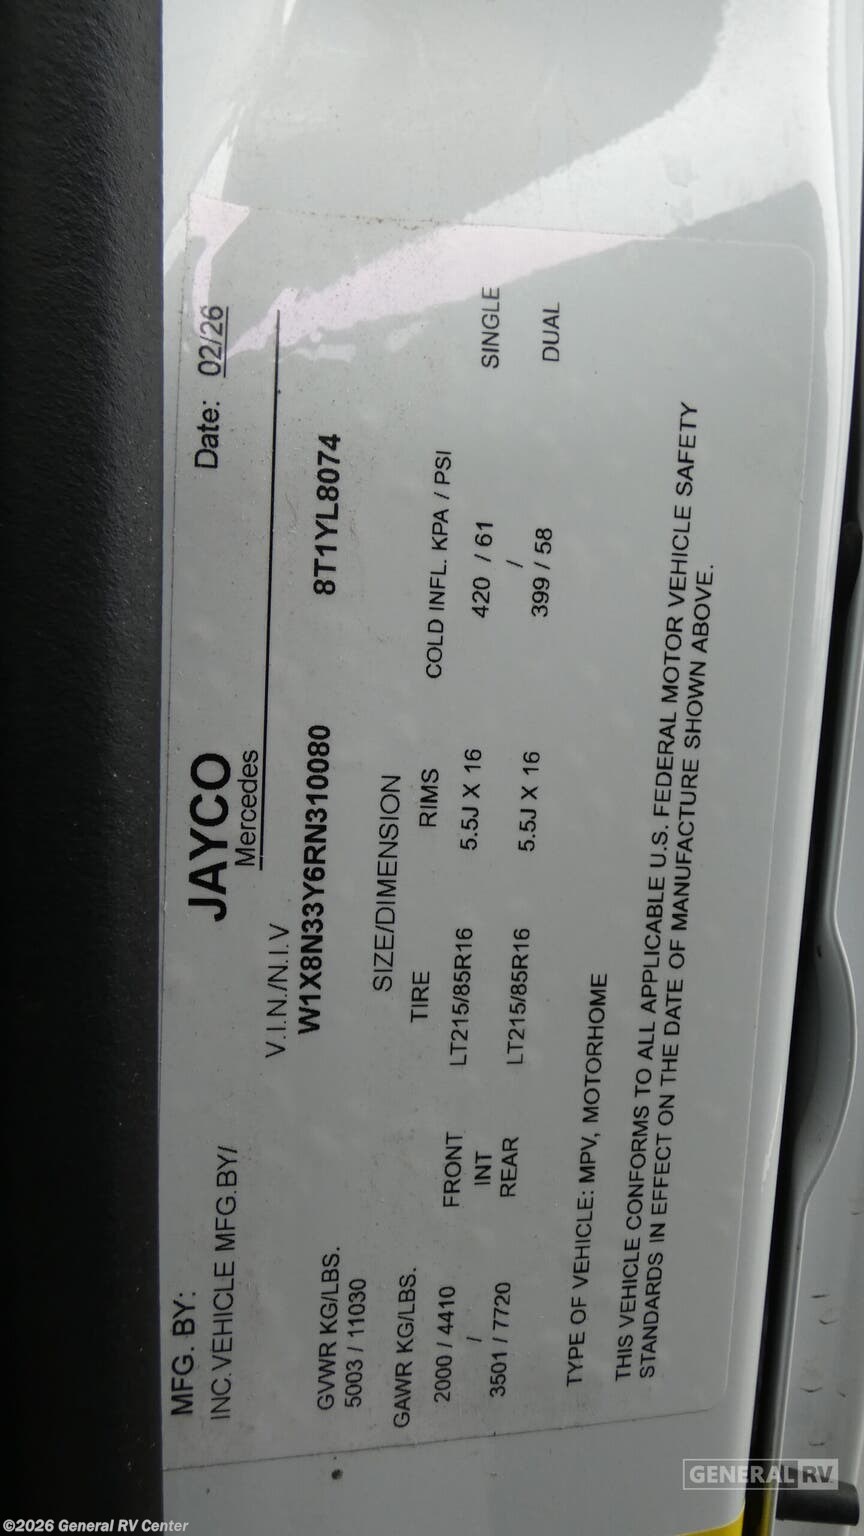 MFG. BY: JAYCO Date: 02/26
INC.VEHICLE MFG.BY/ Mercedes
V.I.N./N.I.V
GVWR KG/LBS. W1X8N33Y6RN310080 8T1YL8074
5003 / 11030
SIZE/DIMENSION
GAWR KG/LBS. TIRE RIMS COLD INFL. KPA / PSI
2000 / 4410 FRONT LT215/85R16 5.5J X 16 420 / 61 SINGLE
/ INT /
3501 / 7720 REAR LT215/85R16 5.5J X 16 399 / 58 DUAL
TYPE OF VEHICLE: MPV, MOTORHOME
THIS VEHICLE CONFORMS TO ALL APPLICABLE U.S. FEDERAL MOTOR VEHICLE SAFETY
STANDARDS IN EFFECT ON THE DATE OF MANUFACTURE SHOWN ABOVE.
GENERAL RV
©2026 General RV Center